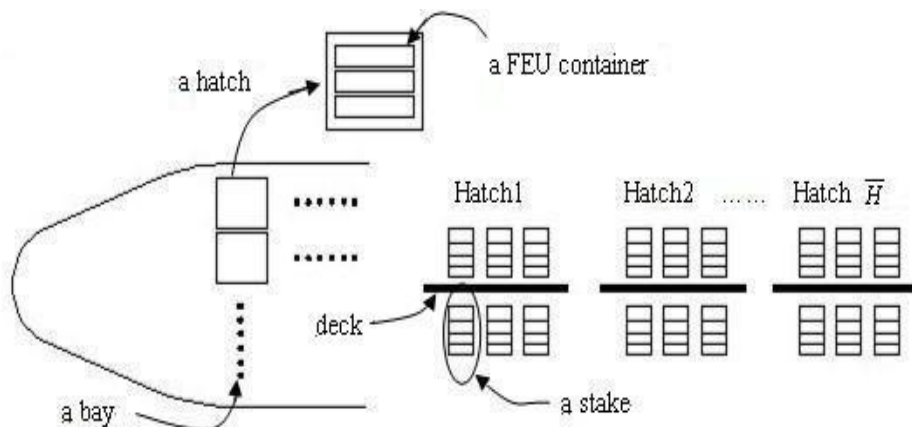 a FEU container
a hatch
Hatch1 Hatch2 ...... Hatch H̅
deck
a stake
a bay